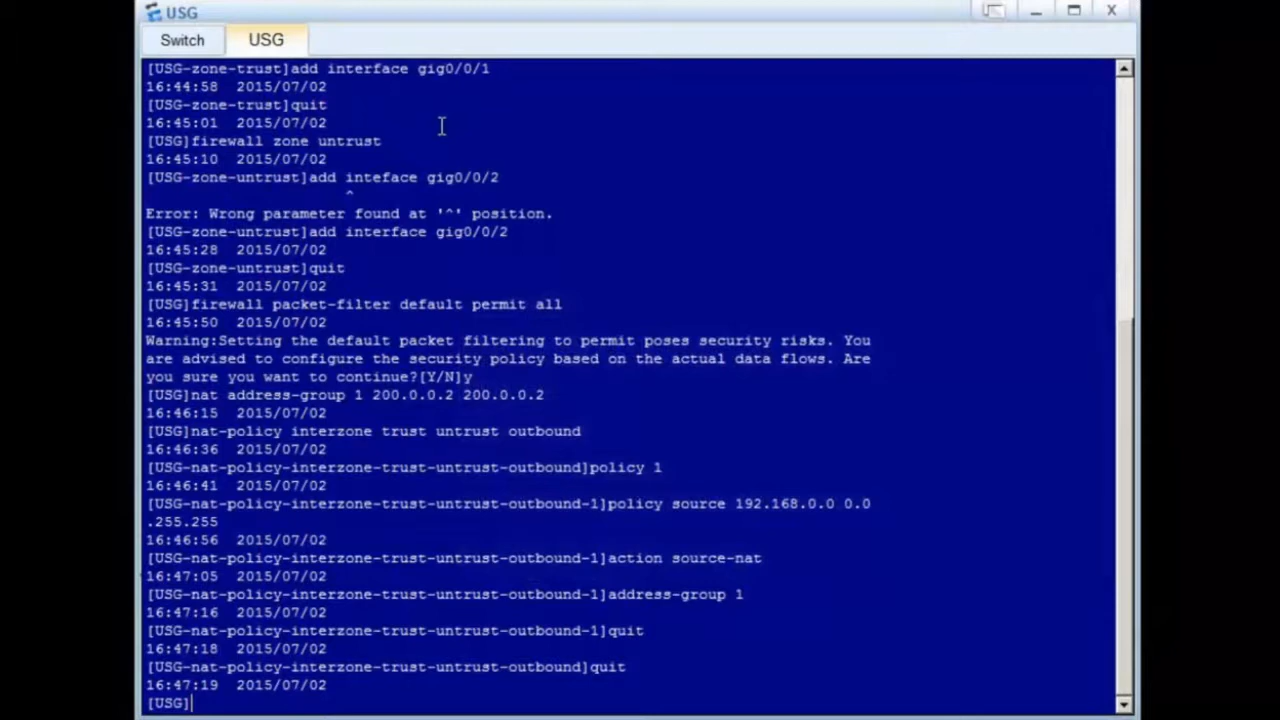 USG
Switch
USG
[USG-zone-trust]add interface gig0/0/1
16:44:58  2015/07/02
[USG-zone-trust]quit
16:45:01  2015/07/02
[USG]firewall zone untrust
16:45:10  2015/07/02
[USG-zone-untrust]add inteface gig0/0/2
^
Error: Wrong parameter found at '^' position.
[USG-zone-untrust]add interface gig0/0/2
16:45:28  2015/07/02
[USG-zone-untrust]quit
16:45:31  2015/07/02
[USG]firewall packet-filter default permit all
16:45:50  2015/07/02
Warning:Setting the default packet filtering to permit poses security risks. You
are advised to configure the security policy based on the actual data flows. Are
you sure you want to continue?[Y/N]y
[USG]nat address-group 1 200.0.0.2 200.0.0.2
16:46:15  2015/07/02
[USG]nat-policy interzone trust untrust outbound
16:46:36  2015/07/02
[USG-nat-policy-interzone-trust-untrust-outbound]policy 1
16:46:41  2015/07/02
[USG-nat-policy-interzone-trust-untrust-outbound-1]policy source 192.168.0.0 0.0
.255.255
16:46:56  2015/07/02
[USG-nat-policy-interzone-trust-untrust-outbound-1]action source-nat
16:47:05  2015/07/02
[USG-nat-policy-interzone-trust-untrust-outbound-1]address-group 1
16:47:16  2015/07/02
[USG-nat-policy-interzone-trust-untrust-outbound-1]quit
16:47:18  2015/07/02
[USG-nat-policy-interzone-trust-untrust-outbound]quit
16:47:19  2015/07/02
[USG]